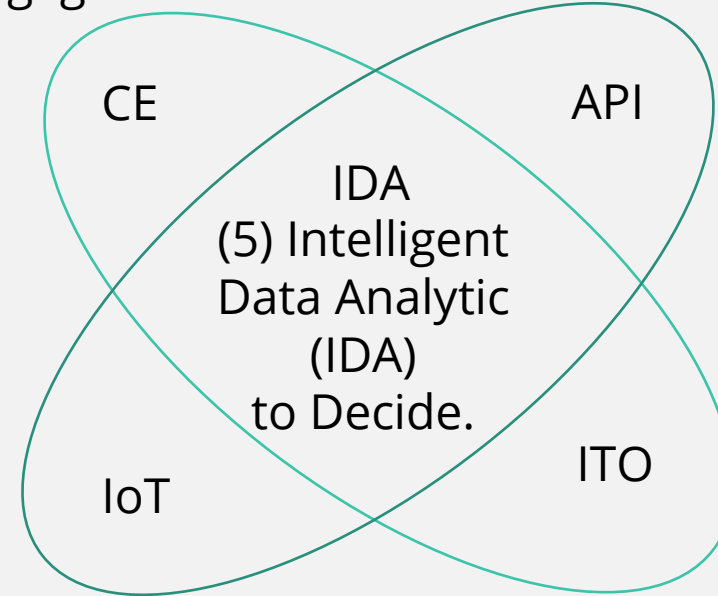 CE
API
IDA
(5) Intelligent
Data Analytic
(IDA)
to Decide.
IoT
ITO